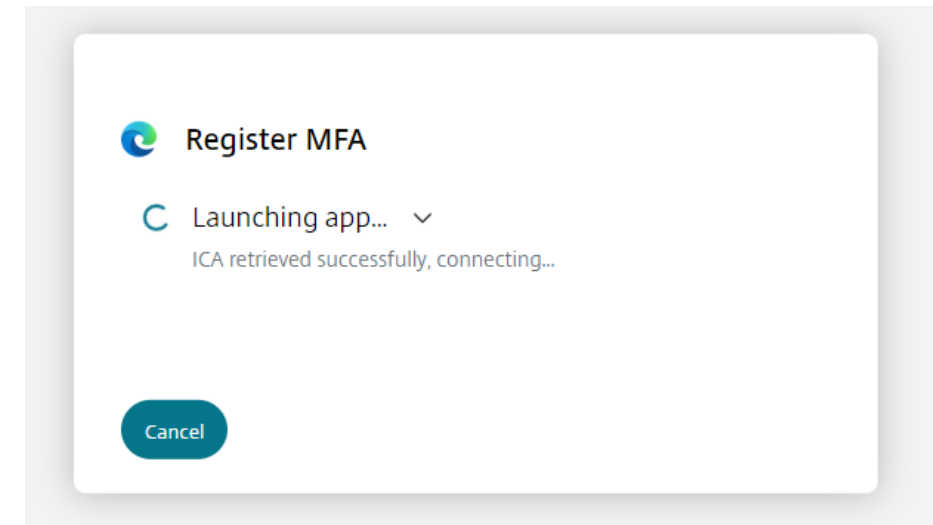 Register MFA
Launching app...
ICA retrieved successfully, connecting...
Cancel